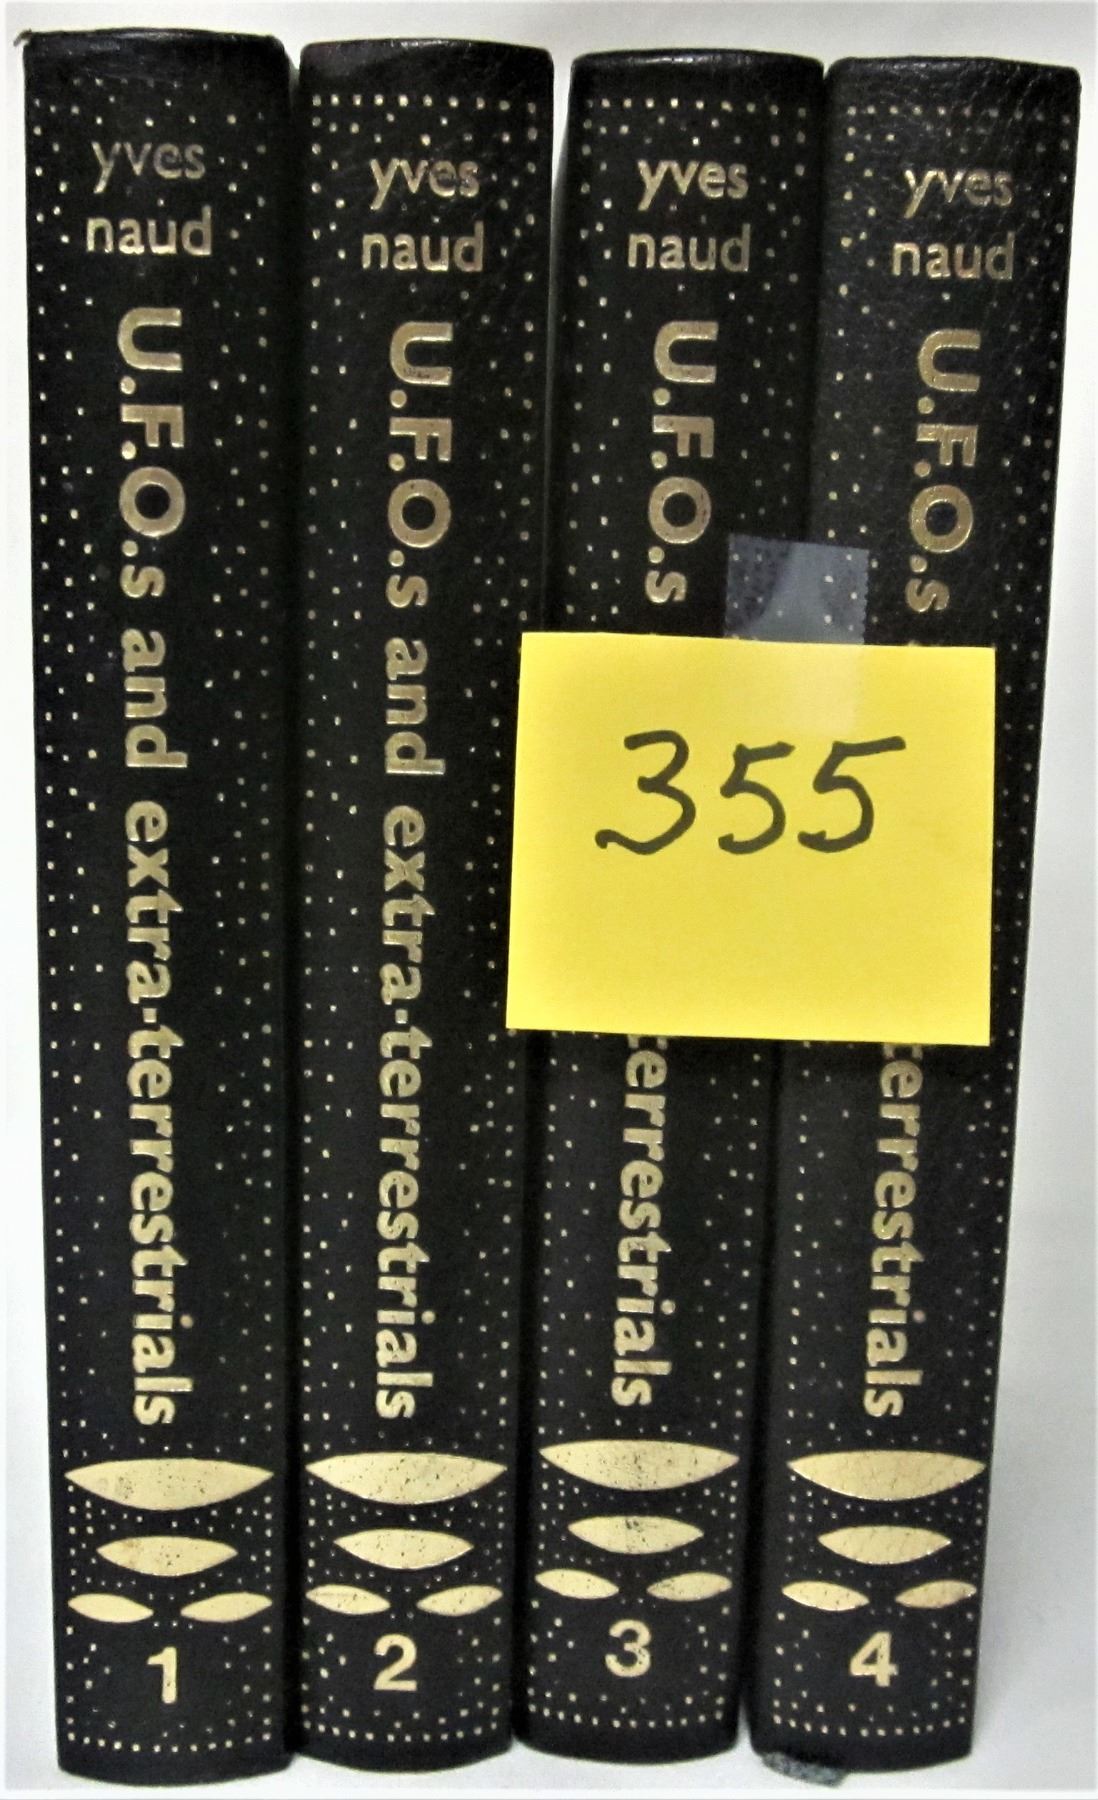 yves
naud
U.F.O.s and extra-terrestrials
1
yves
naud
U.F.O.s and extra-terrestrials
2
yves
naud
U.F.O.s
terrestrials
3
yves
naud
U.F.O.s
terrestrials
4
355